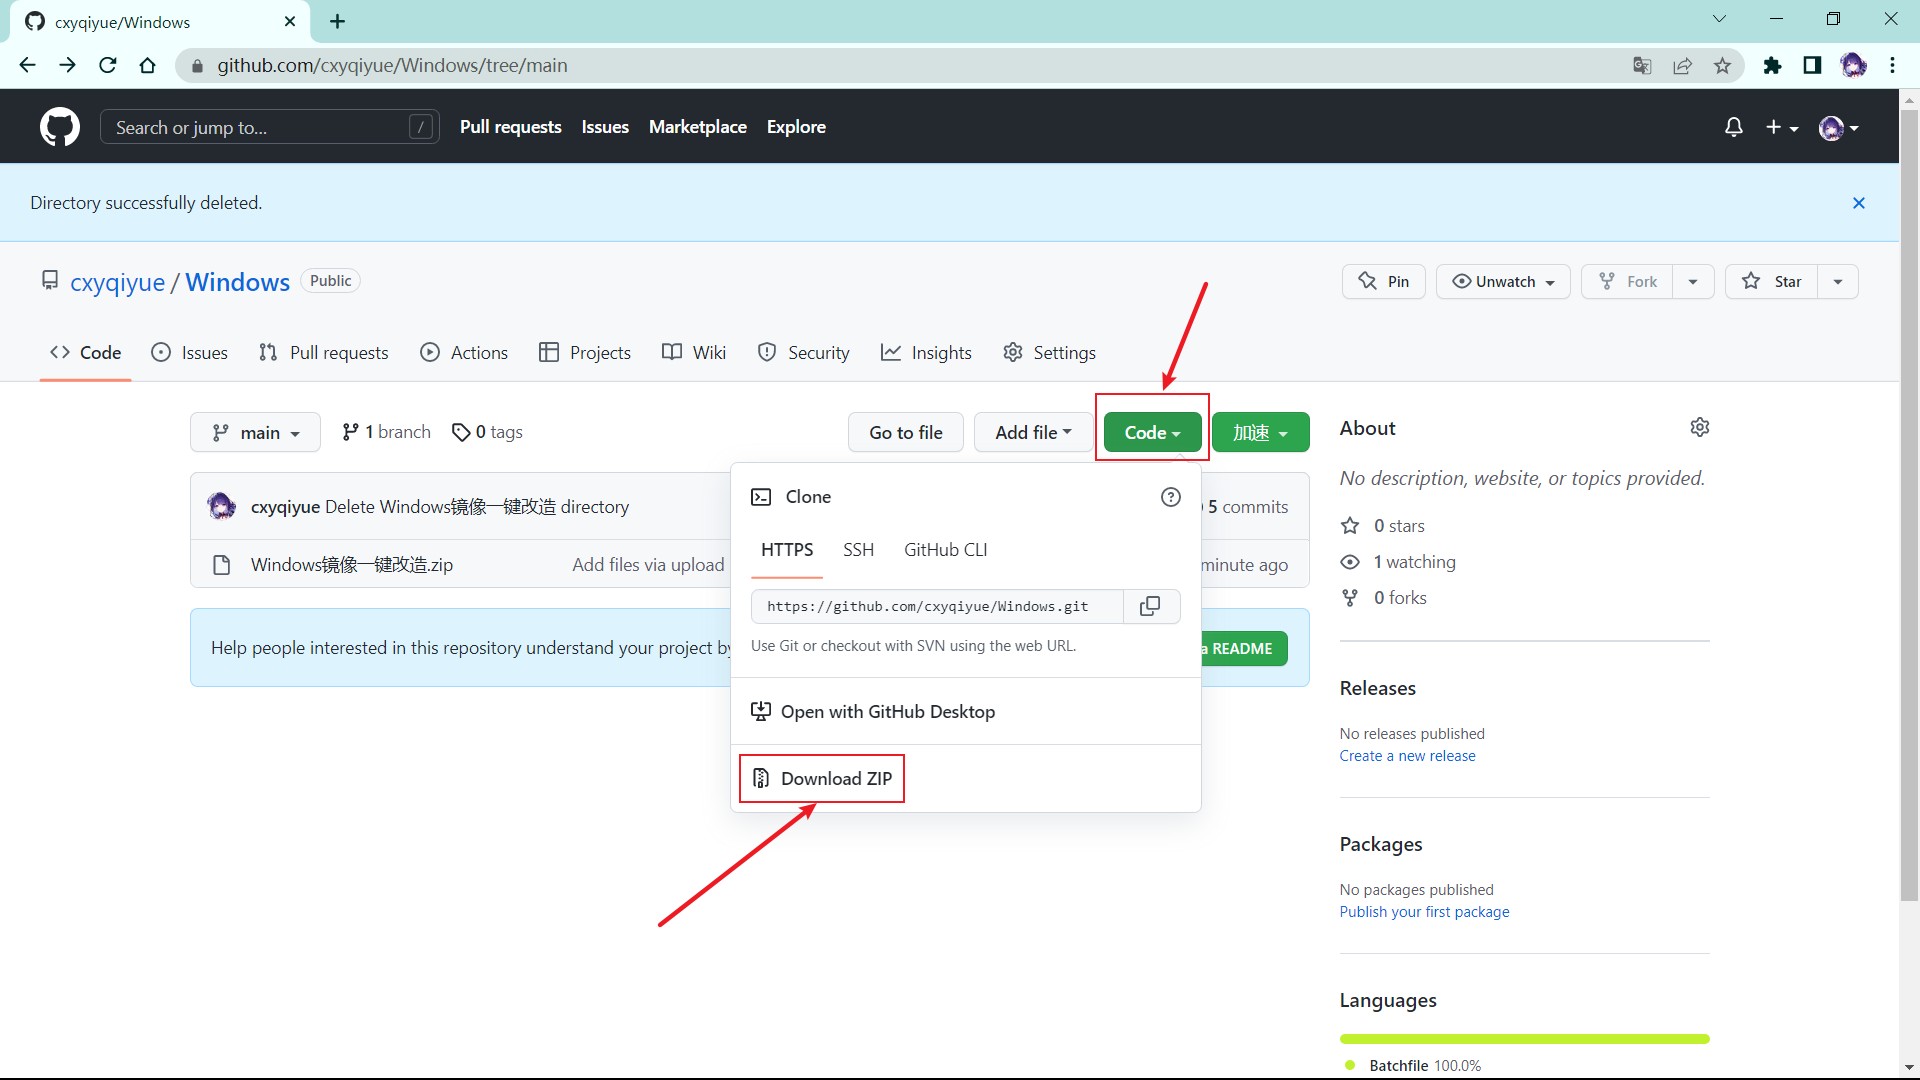 cxyqiyue/Windows
github.com/cxyqiyue/Windows/tree/main
Search or jump to... /
Pull requests Issues Marketplace Explore
Directory successfully deleted.
cxyqiyue / Windows Public
Pin Unwatch Fork Star
Code Issues Pull requests Actions Projects Wiki Security Insights Settings
main 1 branch 0 tags Go to file Add file Code 加速
cxyqiyue Delete Windows镜像一键改造 directory 5 commits
Windows镜像一键改造.zip Add files via upload minute ago
Help people interested in this repository understand your project by a README
Clone
HTTPS SSH GitHub CLI
https://github.com/cxyqiyue/Windows.git
Use Git or checkout with SVN using the web URL.
Open with GitHub Desktop
Download ZIP
About
No description, website, or topics provided.
0 stars
1 watching
0 forks
Releases
No releases published
Create a new release
Packages
No packages published
Publish your first package
Languages
Batchfile 100.0%